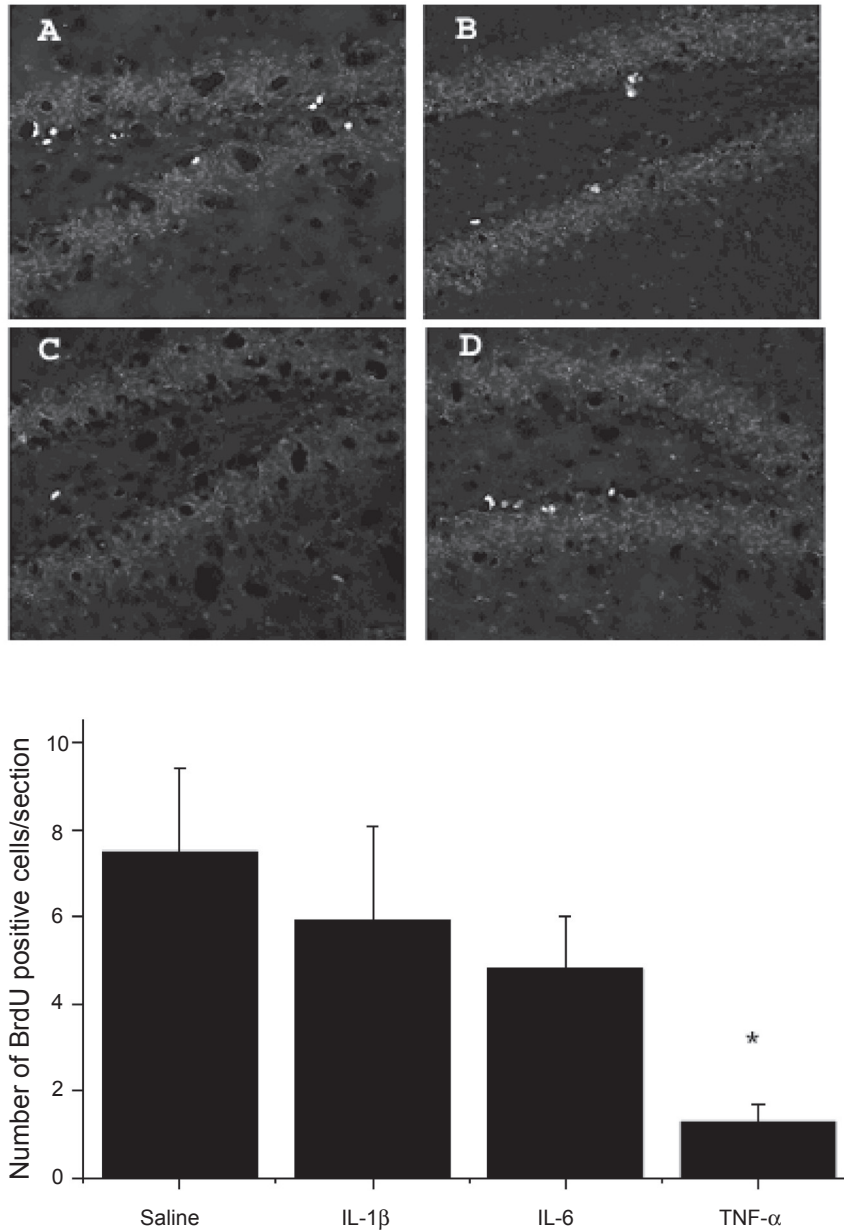 A
B
C
D
Number of BrdU positive cells/section
10
8
6
4
2
0
*
Saline
IL-1β
IL-6
TNF-α